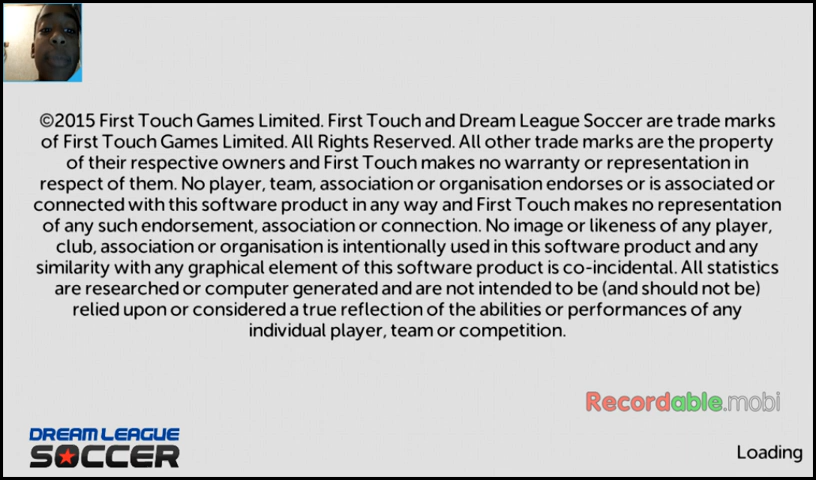 ©2015 First Touch Games Limited. First Touch and Dream League Soccer are trade marks
of First Touch Games Limited. All Rights Reserved. All other trade marks are the property
of their respective owners and First Touch makes no warranty or representation in
respect of them. No player, team, association or organisation endorses or is associated or
connected with this software product in any way and First Touch makes no representation
of any such endorsement, association or connection. No image or likeness of any player,
club, association or organisation is intentionally used in this software product and any
similarity with any graphical element of this software product is co-incidental. All statistics
are researched or computer generated and are not intended to be (and should not be)
relied upon or considered a true reflection of the abilities or performances of any
individual player, team or competition.
Recordable.mobi
DREAM LEAGUE
SOCCER
Loading